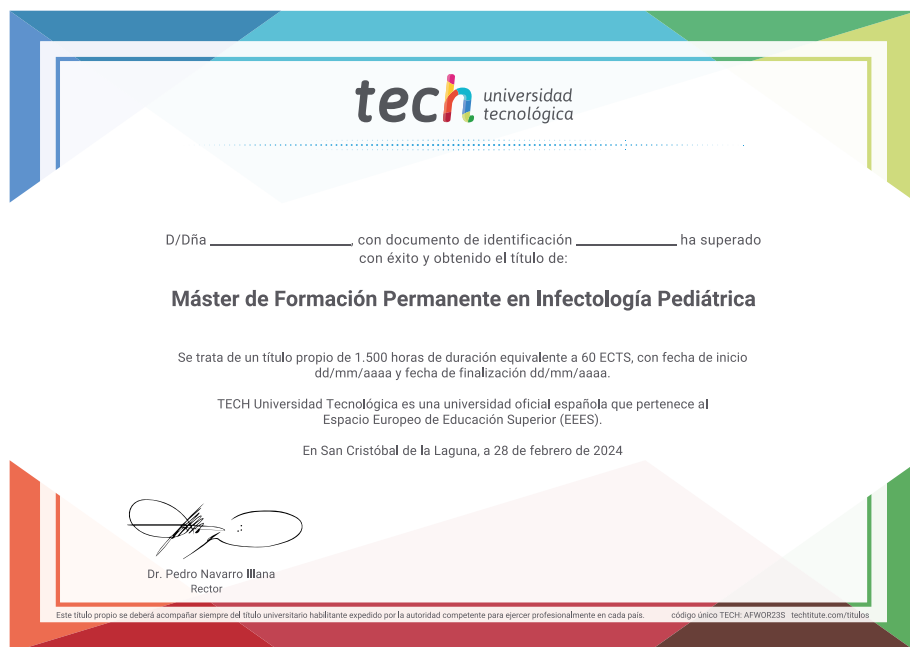 tech universidad
tecnológica
D/Dña ______________, con documento de identificación __________ ha superado
con éxito y obtenido el título de:
Máster de Formación Permanente en Infectología Pediátrica
Se trata de un título propio de 1.500 horas de duración equivalente a 60 ECTS, con fecha de inicio
dd/mm/aaaa y fecha de finalización dd/mm/aaaa.
TECH Universidad Tecnológica es una universidad oficial española que pertenece al
Espacio Europeo de Educación Superior (EEES).
En San Cristóbal de la Laguna, a 28 de febrero de 2024
Dr. Pedro Navarro Illana
Rector
Este título propio se deberá acompañar siempre del título universitario habilitante expedido por la autoridad competente para ejercer profesionalmente en cada país. código único TECH: AFWOR23S techtitute.com/titulos